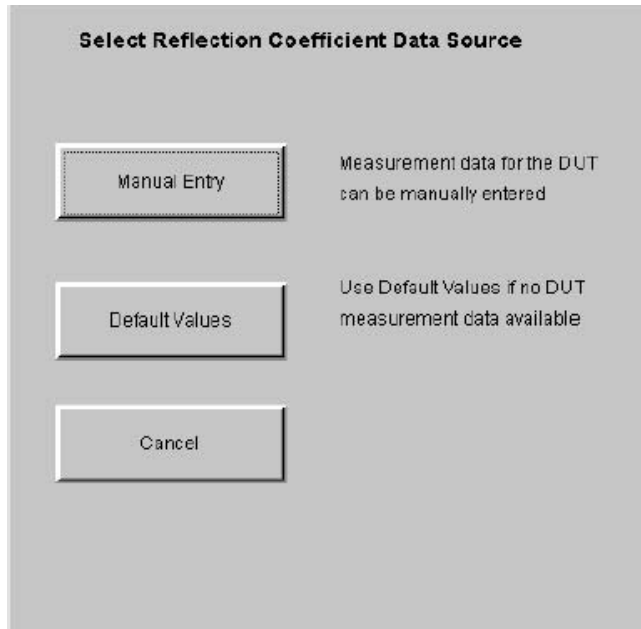 Select Reflection Coefficient Data Source
Manual Entry
Measurement data for the DUT
can be manually entered
Default Values
Use Default Values if no DUT
measurement data available
Cancel